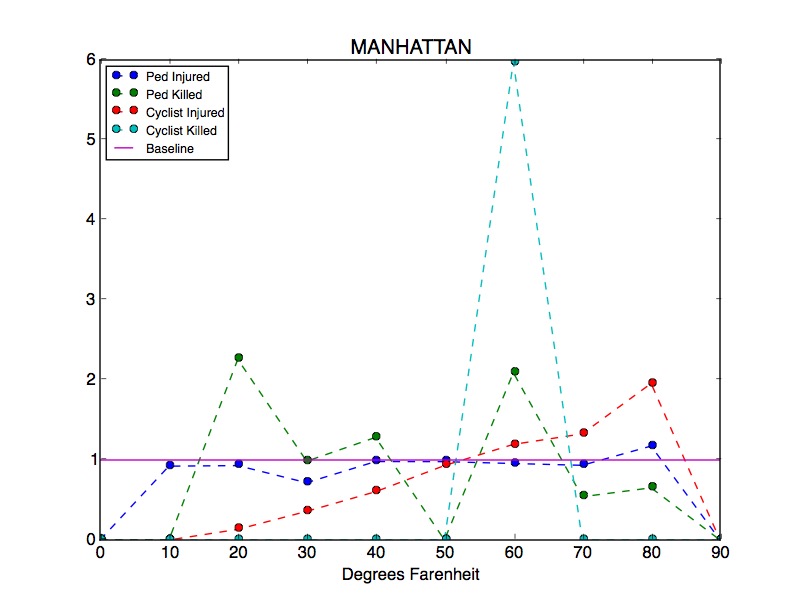 MANHATTAN
6
Ped Injured
Ped Killed
Cyclist Injured
Cyclist Killed
Baseline
5
4
3
2
1
0
0 10 20 30 40 50 60 70 80 90
Degrees Farenheit